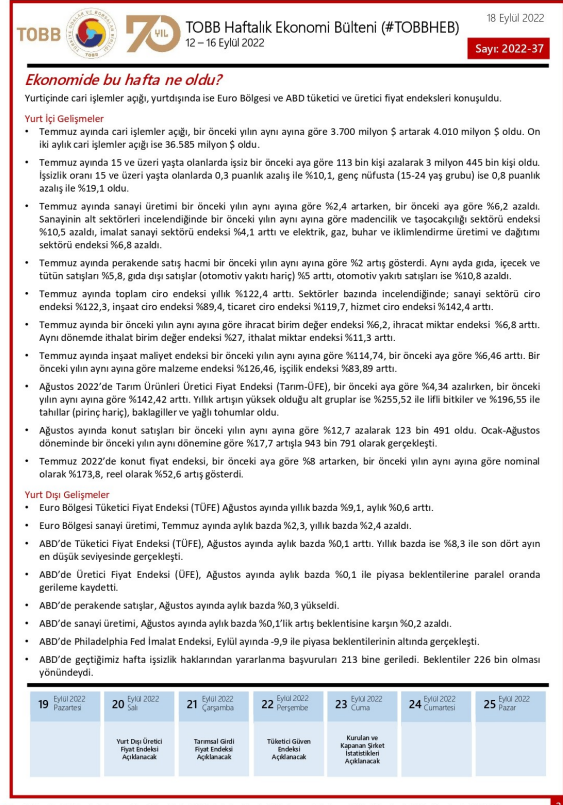 TOBB
70 YIL
TOBB Haftalık Ekonomi Bülteni (#TOBBHEB)
12 – 16 Eylül 2022
18 Eylül 2022
Sayı: 2022-37
Ekonomide bu hafta ne oldu?
Yurtiçinde cari işlemler açığı, yurtdışında ise Euro Bölgesi ve ABD tüketici ve üretici fiyat endeksleri konuşuldu.
Yurt İçi Gelişmeler
• Temmuz ayında cari işlemler açığı, bir önceki yılın aynı ayına göre 3.700 milyon $ artarak 4.010 milyon $ oldu. On
iki aylık cari işlemler açığı ise 36.585 milyon $ oldu.
• Temmuz ayında 15 ve üzeri yaşta olanlarda işsiz bir önceki aya göre 113 bin kişi azalarak 3 milyon 445 bin kişi oldu.
İşsizlik oranı 15 ve üzeri yaşta olanlarda 0,3 puanlık azalış ile %10,1, genç nüfusta (15-24 yaş grubu) ise 0,8 puanlık
azalış ile %19,1 oldu.
• Temmuz ayında sanayi üretimi bir önceki yılın aynı ayına göre %2,4 artarken, bir önceki aya göre %6,2 azaldı.
Sanayinin alt sektörleri incelendiğinde bir önceki yılın aynı ayına göre madencilik ve taşocakçılığı sektörü endeksi
%10,5 azaldı, imalat sanayi sektörü endeksi %4,1 arttı ve elektrik, gaz, buhar ve iklimlendirme üretimi ve dağıtımı
sektörü endeksi %6,8 azaldı.
• Temmuz ayında perakende satış hacmi bir önceki yılın aynı ayına göre %2 artış gösterdi. Aynı ayda gıda, içecek ve
tütün satışları %5,8, gıda dışı satışlar (otomotiv yakıtı hariç) %5 arttı, otomotiv yakıtı satışları ise %10,8 azaldı.
• Temmuz ayında toplam ciro endeksi yıllık %122,4 arttı. Sektörler bazında incelendiğinde; sanayi sektörü ciro
endeksi %122,3, inşaat ciro endeksi %89,4, ticaret ciro endeksi %119,7, hizmet ciro endeksi %142,4 arttı.
• Temmuz ayında bir önceki yılın aynı ayına göre ihracat birim değer endeksi %6,2, ihracat miktar endeksi %6,8 arttı.
Aynı dönemde ithalat birim değer endeksi %27, ithalat miktar endeksi %11,3 arttı.
• Temmuz ayında inşaat maliyet endeksi bir önceki yılın aynı ayına göre %114,74, bir önceki aya göre %6,46 arttı. Bir
önceki yılın aynı ayına göre malzeme endeksi %126,46, işçilik endeksi %83,89 arttı.
• Ağustos 2022'de Tarım Ürünleri Üretici Fiyat Endeksi (Tarım-ÜFE), bir önceki aya göre %4,34 azalırken, bir önceki
yılın aynı ayına göre %142,42 arttı. Yıllık artışın yüksek olduğu alt gruplar ise %255,52 ile lifli bitkiler ve %196,55 ile
tahıllar (pirinç hariç), baklagiller ve yağlı tohumlar oldu.
• Ağustos ayında konut satışları bir önceki yılın aynı ayına göre %12,7 azalarak 123 bin 491 oldu. Ocak-Ağustos
döneminde bir önceki yılın aynı dönemine göre %17,7 artışla 943 bin 791 olarak gerçekleşti.
• Temmuz 2022'de konut fiyat endeksi, bir önceki aya göre %8 artarken, bir önceki yılın aynı ayına göre nominal
olarak %173,8, reel olarak %52,6 artış gösterdi.
Yurt Dışı Gelişmeler
• Euro Bölgesi Tüketici Fiyat Endeksi (TÜFE) Ağustos ayında yıllık bazda %9,1, aylık %0,6 arttı.
• Euro Bölgesi sanayi üretimi, Temmuz ayında aylık bazda %2,3, yıllık bazda %2,4 azaldı.
• ABD'de Tüketici Fiyat Endeksi (TÜFE), Ağustos ayında aylık bazda %0,1 arttı. Yıllık bazda ise %8,3 ile son dört ayın
en düşük seviyesinde gerçekleşti.
• ABD'de Üretici Fiyat Endeksi (ÜFE), Ağustos ayında aylık bazda %0,1 ile piyasa beklentilerine paralel oranda
gerileme kaydetti.
• ABD'de perakende satışlar, Ağustos ayında aylık bazda %0,3 yükseldi.
• ABD'de sanayi üretimi, Ağustos ayında aylık bazda %0,1'lik artış beklentisine karşın %0,2 azaldı.
• ABD'de Philadelphia Fed İmalat Endeksi, Eylül ayında -9,9 ile piyasa beklentilerinin altında gerçekleşti.
• ABD'de geçtiğimiz hafta işsizlik haklarından yararlanma başvuruları 213 bine geriledi. Beklentiler 226 bin olması
yönündeydi.
19 Eylül 2022 Pazartesi
20 Eylül 2022 Salı
21 Eylül 2022 Çarşamba
22 Eylül 2022 Perşembe
23 Eylül 2022 Cuma
24 Eylül 2022 Cumartesi
25 Eylül 2022 Pazar
Yurt Dışı Üretici
Fiyat Endeksi
Açıklanacak
Tarımsal Girdi
Fiyat Endeksi
Açıklanacak
Tüketici Güven
Endeksi
Açıklanacak
Kurulan ve
Kapanan Şirket
İstatistikleri
Açıklanacak